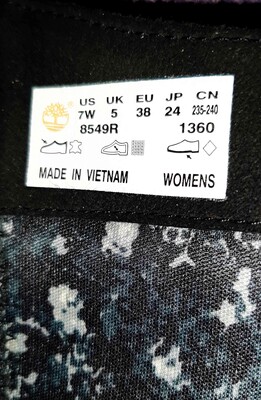 US UK EU JP CN
7W 5 38 24 235-240
8549R 1360
MADE IN VIETNAM WOMENS